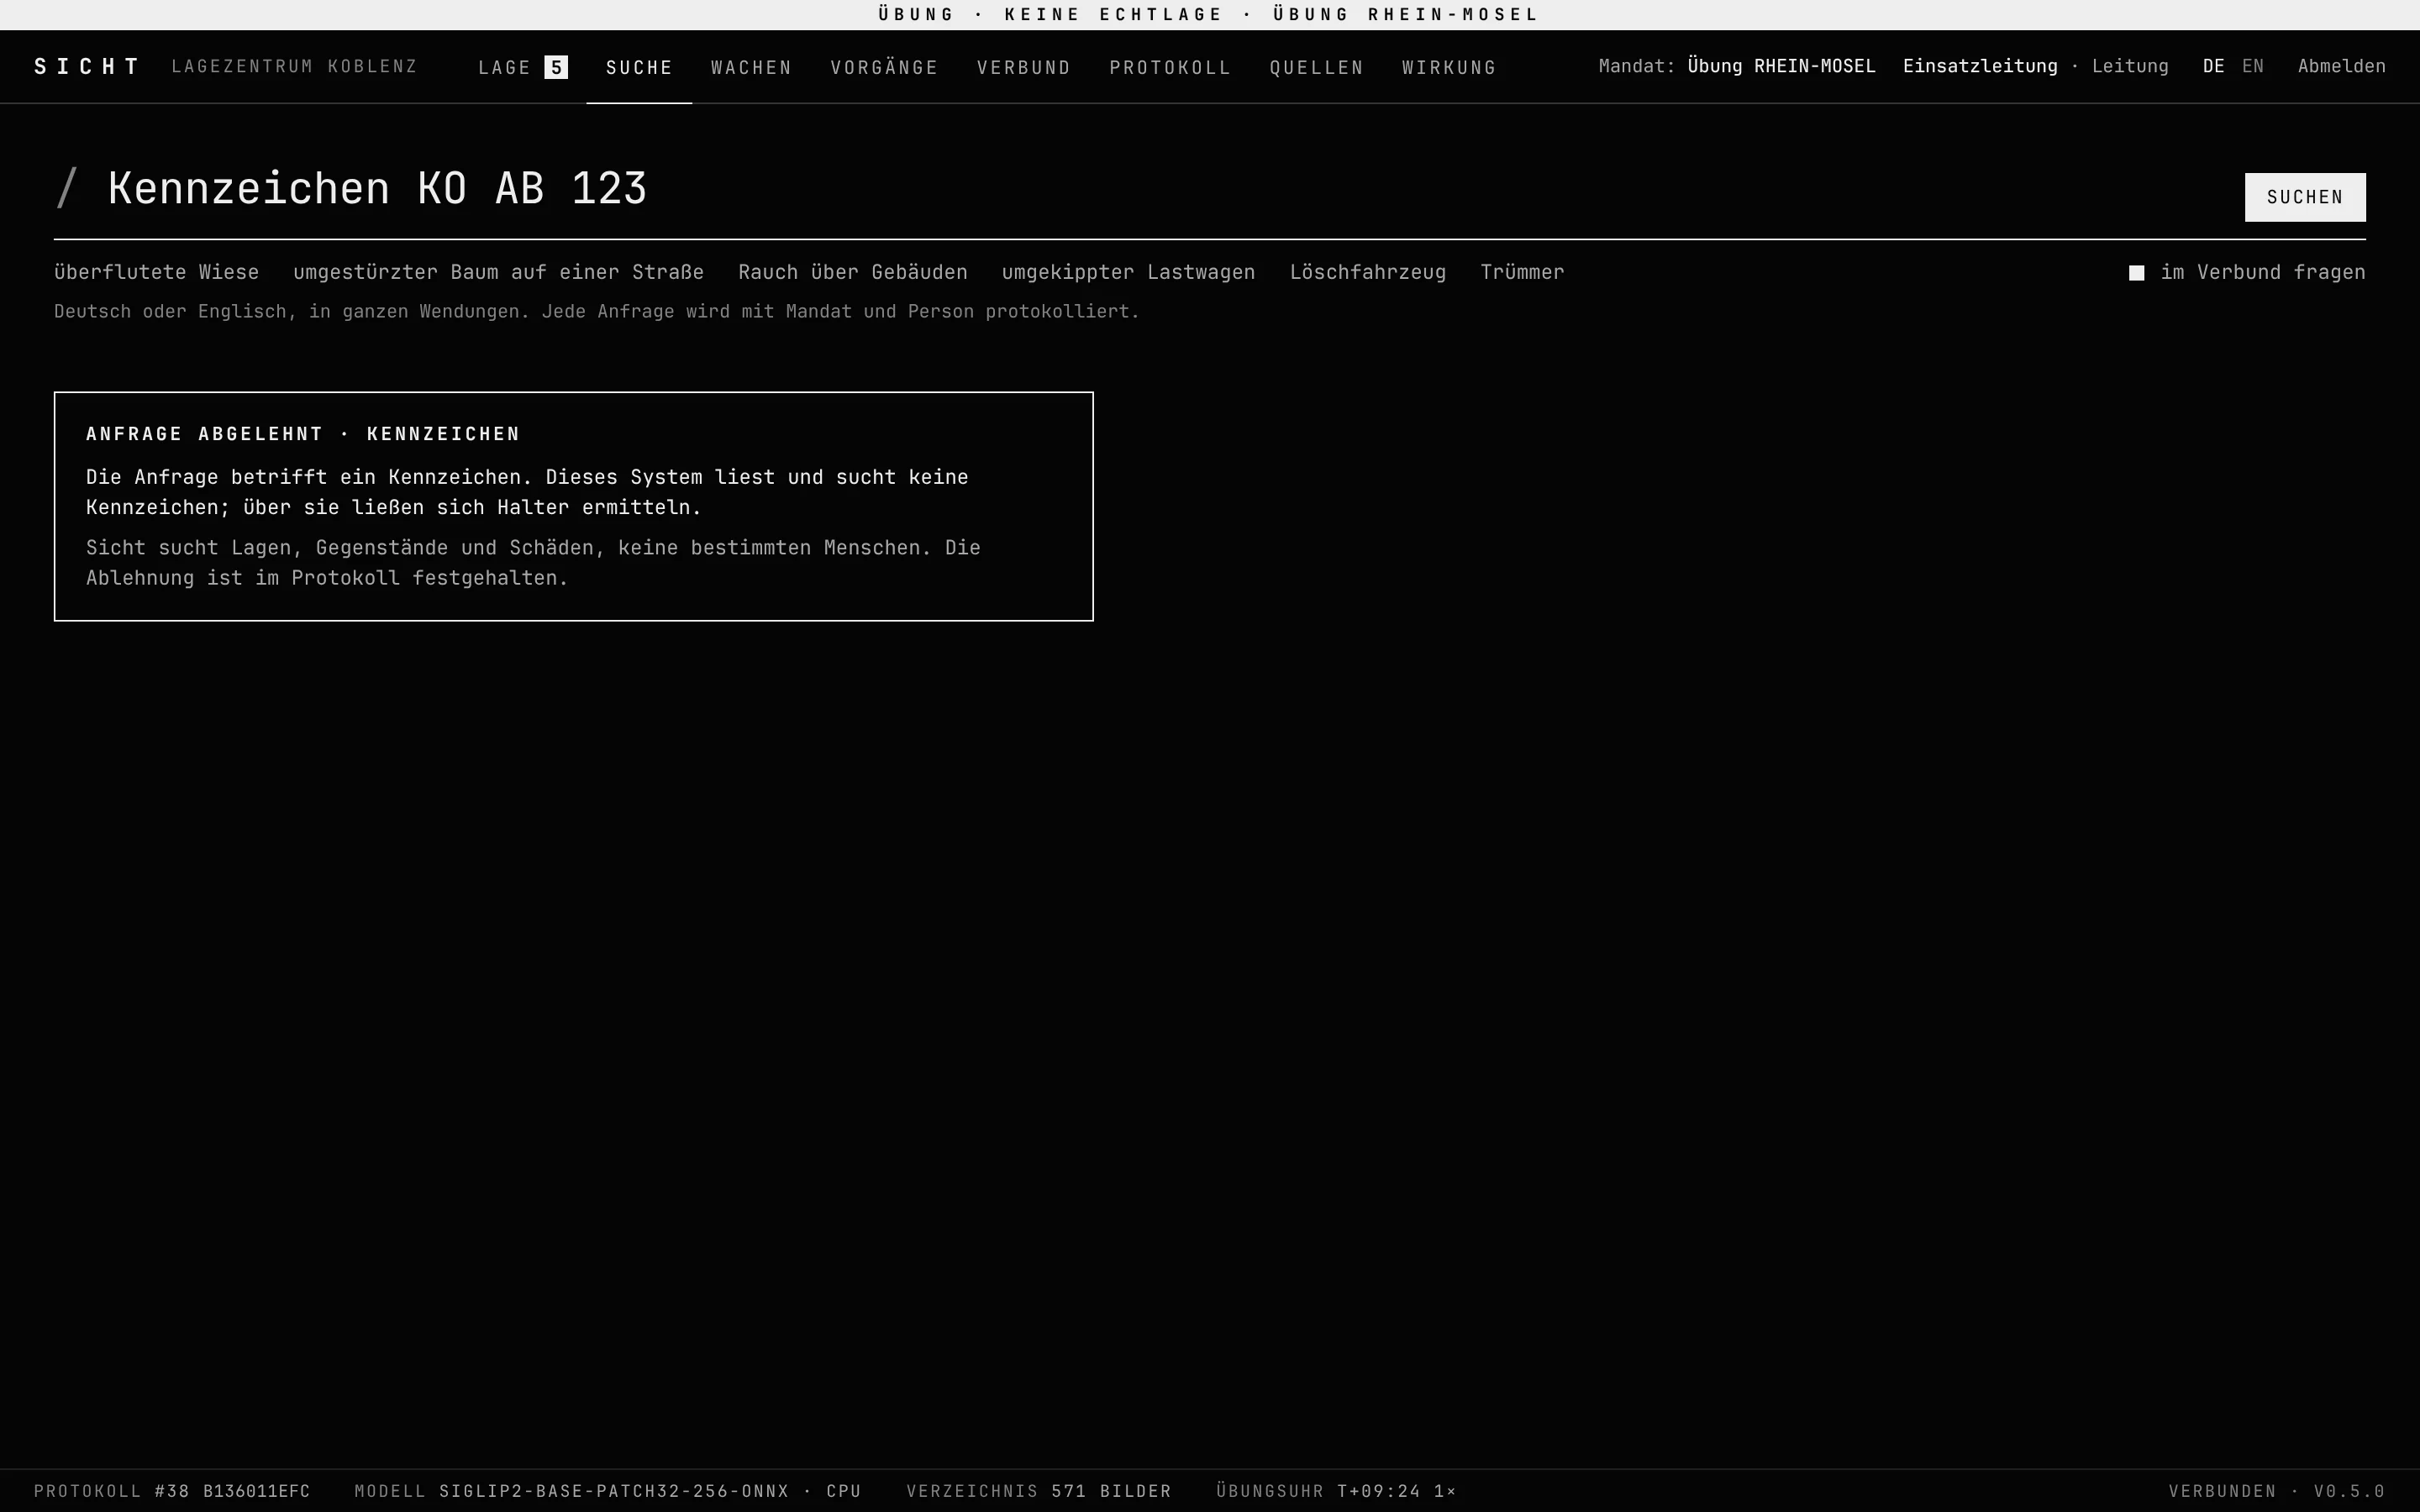 ÜBUNG · KEINE ECHTLAGE · ÜBUNG RHEIN-MOSEL
SICHT LAGEZENTRUM KOBLENZ LAGE 5 SUCHE WACHEN VORGÄNGE VERBUND PROTOKOLL QUELLEN WIRKUNG Mandat: Übung RHEIN-MOSEL Einsatzleitung · Leitung DE EN Abmelden
/ Kennzeichen KO AB 123 SUCHEN
überflutete Wiese umgestürzter Baum auf einer Straße Rauch über Gebäuden umgekippter Lastwagen Löschfahrzeug Trümmer im Verbund fragen
Deutsch oder Englisch, in ganzen Wendungen. Jede Anfrage wird mit Mandat und Person protokolliert.
ANFRAGE ABGELEHNT · KENNZEICHEN
Die Anfrage betrifft ein Kennzeichen. Dieses System liest und sucht keine
Kennzeichen; über sie ließen sich Halter ermitteln.
Sicht sucht Lagen, Gegenstände und Schäden, keine bestimmten Menschen. Die
Ablehnung ist im Protokoll festgehalten.
PROTOKOLL #38 B136011EFC MODELL SIGLIP2-BASE-PATCH32-256-ONNX · CPU VERZEICHNIS 571 BILDER ÜBUNGSUHR T+09:24 1× VERBUNDEN · V0.5.0